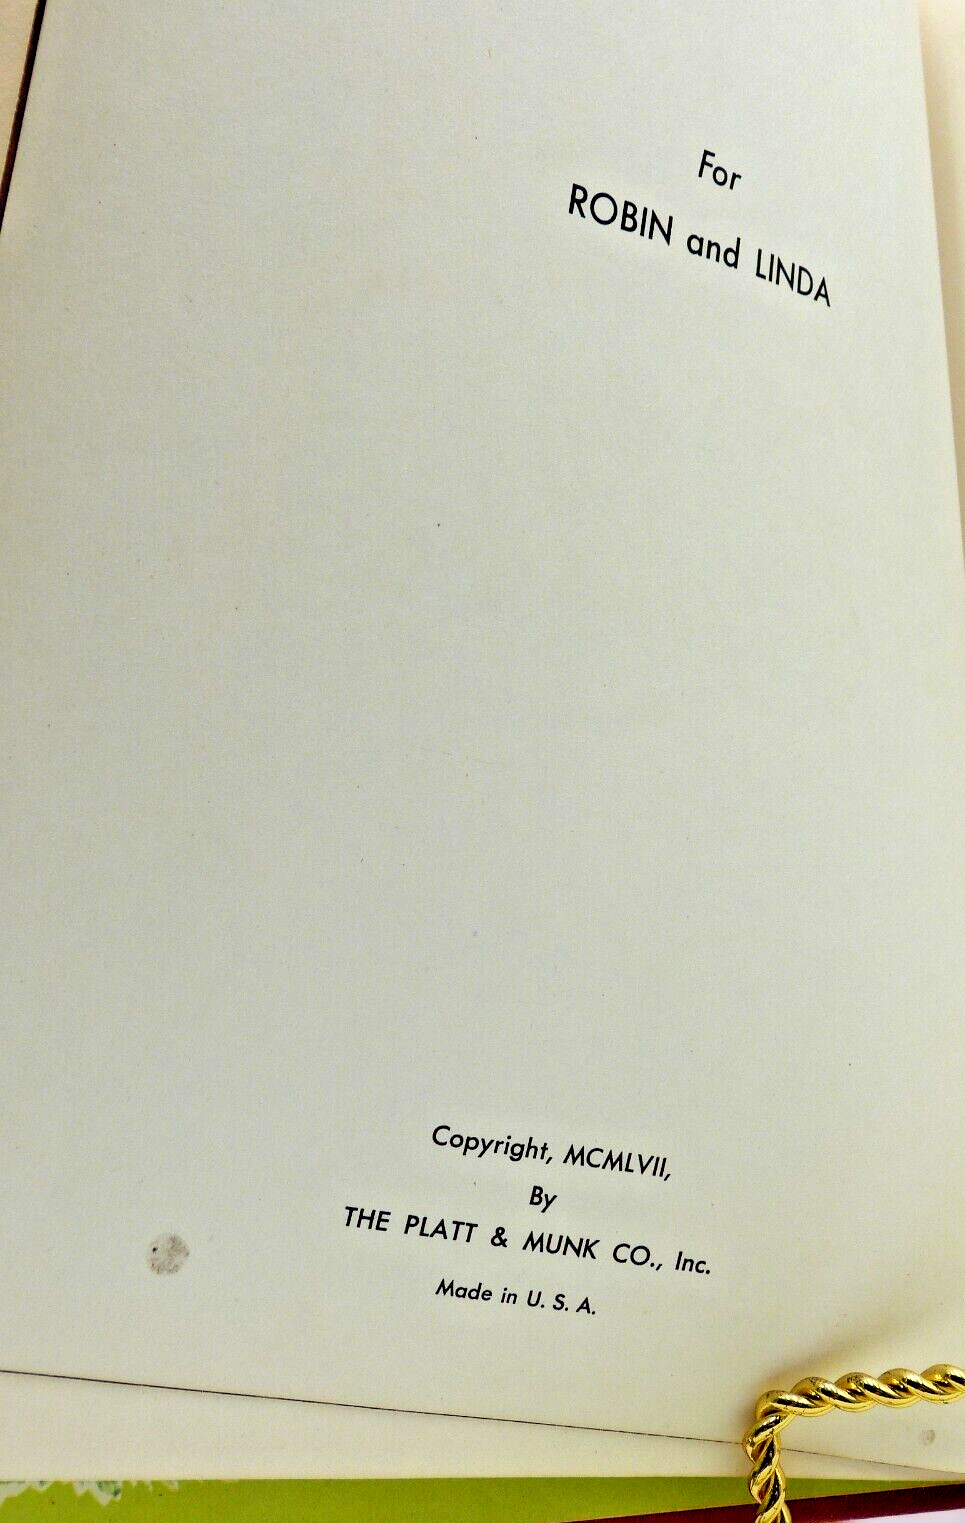 For
ROBIN and LINDA
Copyright, MCMLVII,
By
THE PLATT & MUNK CO., Inc.
Made in U. S. A.